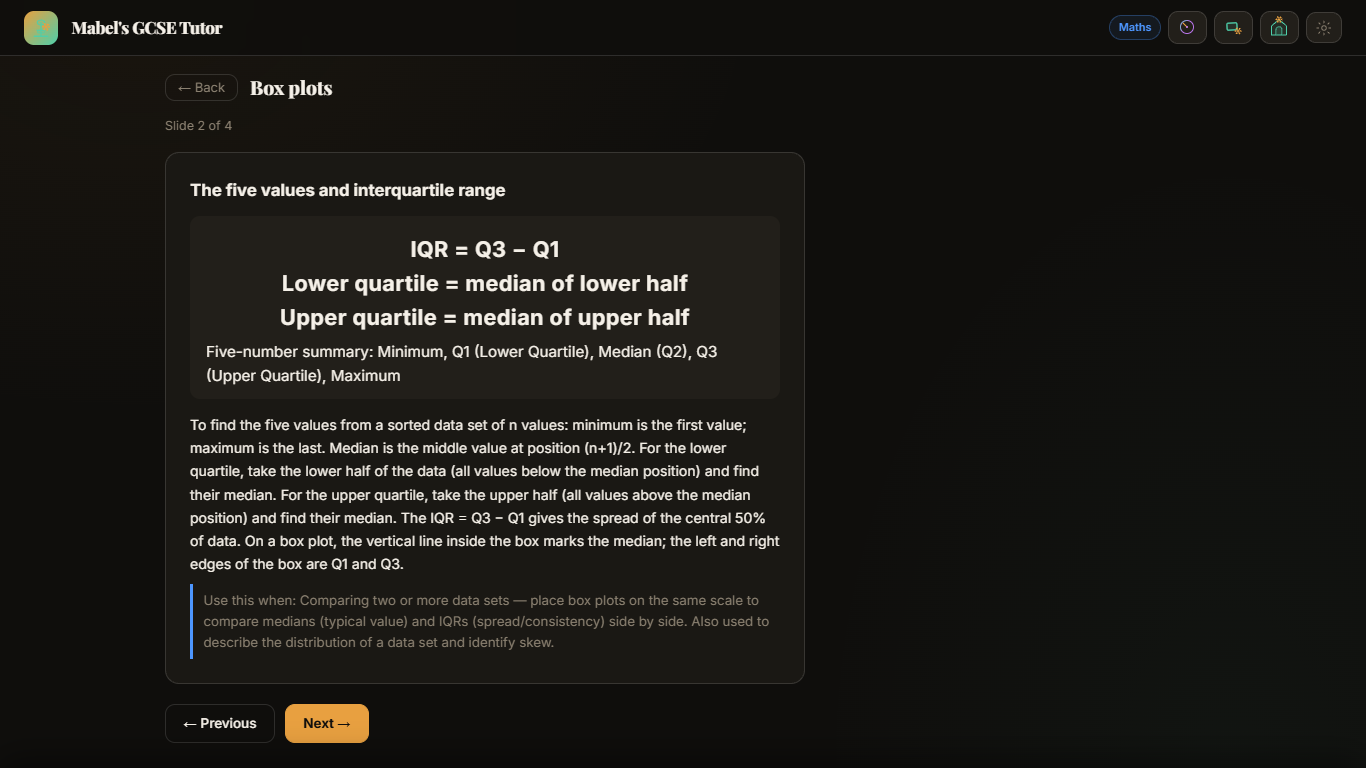 Mabel's GCSE Tutor
Maths
← Back
Box plots
Slide 2 of 4
The five values and interquartile range
IQR = Q3 − Q1
Lower quartile = median of lower half
Upper quartile = median of upper half
Five-number summary: Minimum, Q1 (Lower Quartile), Median (Q2), Q3
(Upper Quartile), Maximum
To find the five values from a sorted data set of n values: minimum is the first value;
maximum is the last. Median is the middle value at position (n+1)/2. For the lower
quartile, take the lower half of the data (all values below the median position) and find
their median. For the upper quartile, take the upper half (all values above the median
position) and find their median. The IQR = Q3 − Q1 gives the spread of the central 50%
of data. On a box plot, the vertical line inside the box marks the median; the left and right
edges of the box are Q1 and Q3.
Use this when: Comparing two or more data sets — place box plots on the same scale to
compare medians (typical value) and IQRs (spread/consistency) side by side. Also used to
describe the distribution of a data set and identify skew.
← Previous
Next →